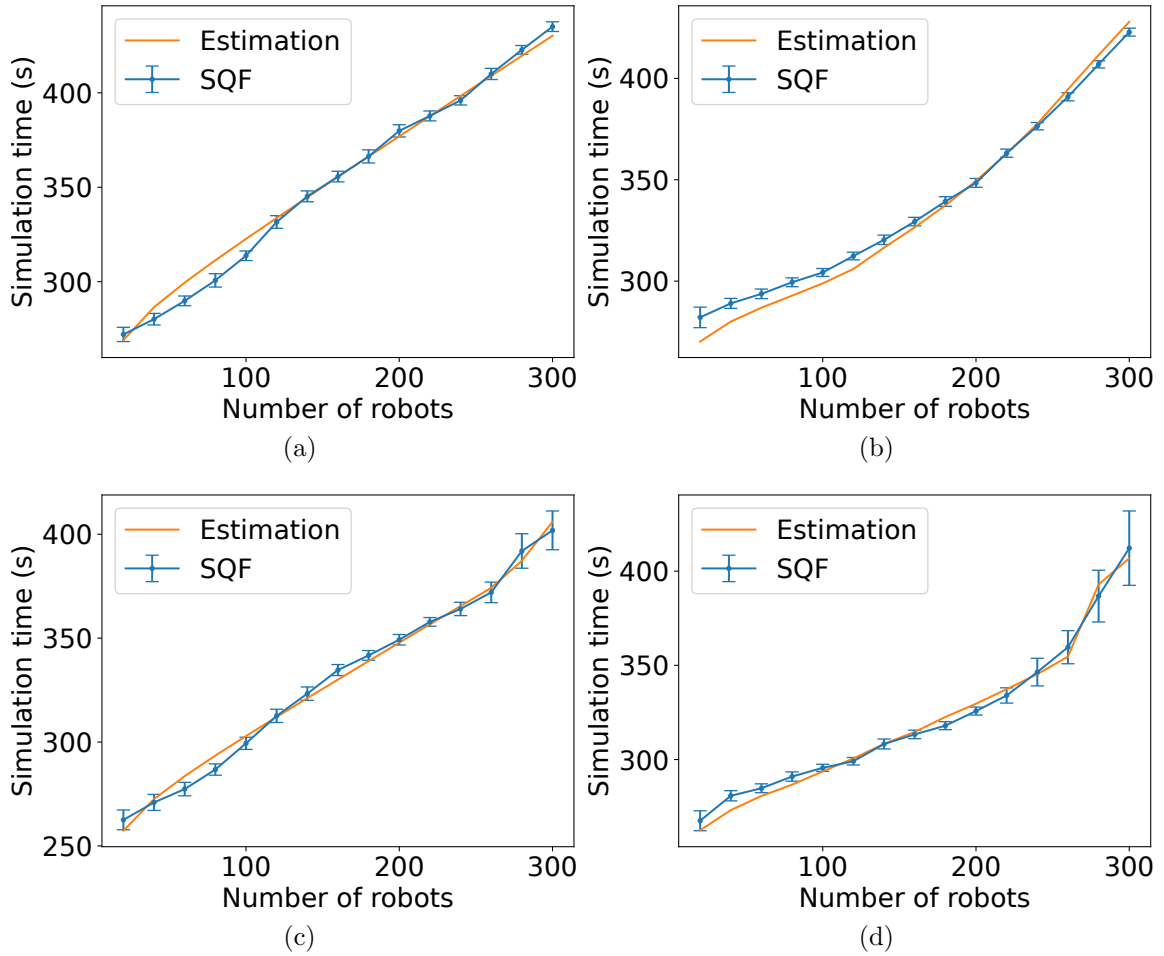 Estimation
SQF
400
350
300
100
200
300
Simulation time (s)
Number of robots
(a)
Estimation
SQF
400
350
300
100
200
300
Simulation time (s)
Number of robots
(b)
Estimation
SQF
400
350
300
250
100
200
300
Simulation time (s)
Number of robots
(c)
Estimation
SQF
400
350
300
100
200
300
Simulation time (s)
Number of robots
(d)